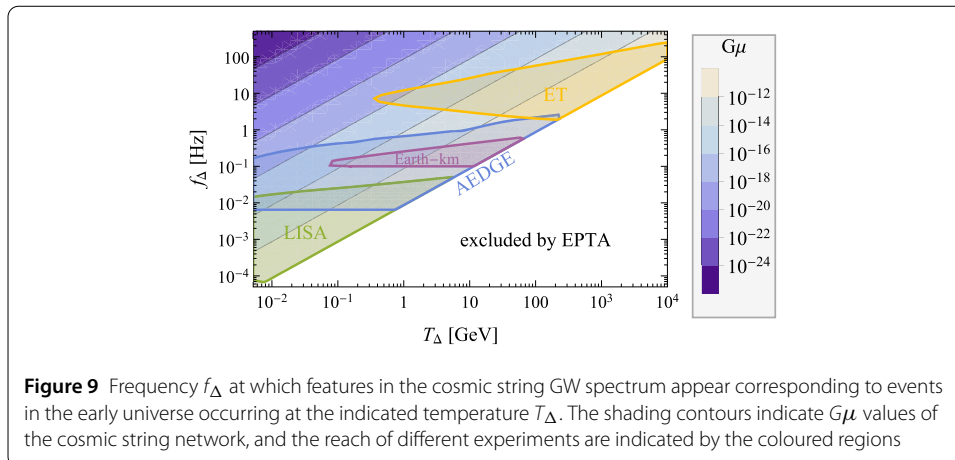 100
10
1
10⁻¹
10⁻²
10⁻³
10⁻⁴
f_Δ [Hz]
ET
Earth−km
AEDGE
LISA
excluded by EPTA
10⁻² 10⁻¹ 1 10 100 10³ 10⁴
T_Δ [GeV]
Gμ
10⁻¹²
10⁻¹⁴
10⁻¹⁶
10⁻¹⁸
10⁻²⁰
10⁻²²
10⁻²⁴
Figure 9 Frequency f_Δ at which features in the cosmic string GW spectrum appear corresponding to events
in the early universe occurring at the indicated temperature T_Δ. The shading contours indicate Gμ values of
the cosmic string network, and the reach of different experiments are indicated by the coloured regions